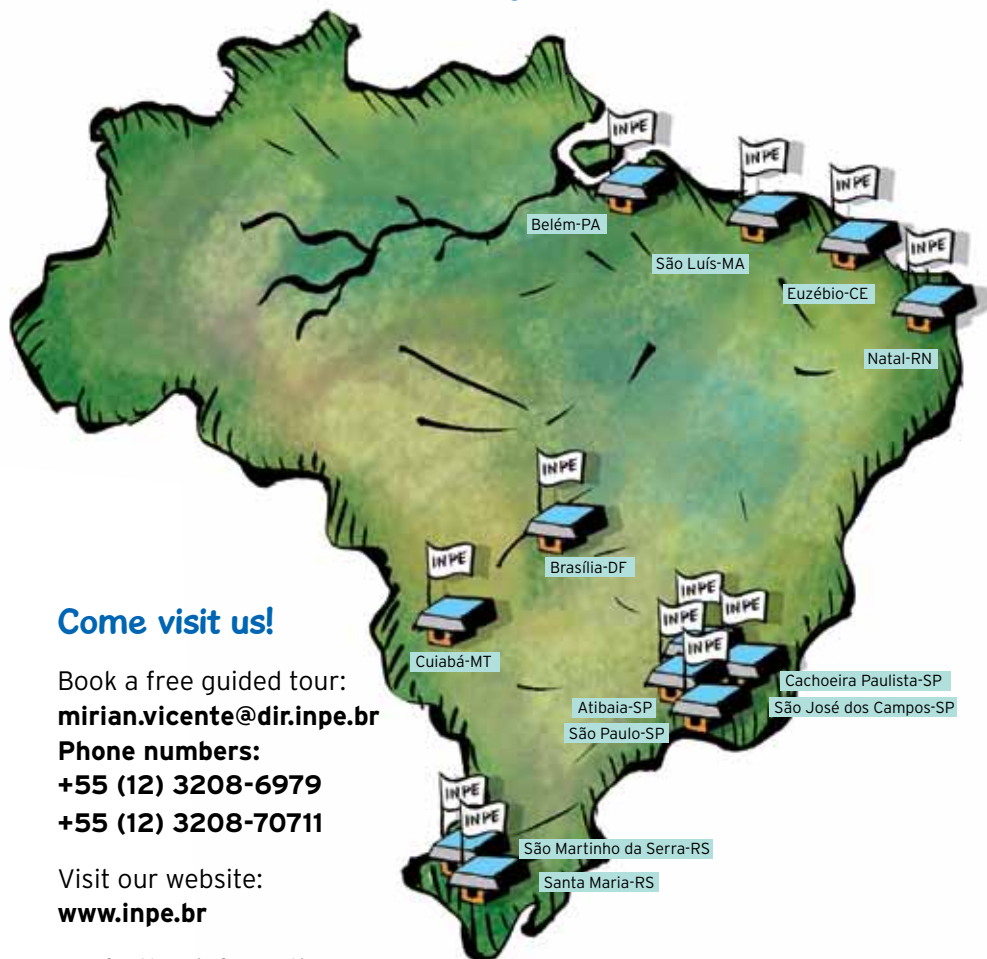 INPE
INPE
INPE
INPE
Belém-PA
São Luís-MA
Euzébio-CE
Natal-RN
INPE
Brasília-DF
INPE
Cuiabá-MT
INPE
INPE
INPE
INPE
Cachoeira Paulista-SP
Atibaia-SP
São José dos Campos-SP
São Paulo-SP
INPE
INPE
São Martinho da Serra-RS
Santa Maria-RS
Come visit us!
Book a free guided tour:
mirian.vicente@dir.inpe.br
Phone numbers:
+55 (12) 3208-6979
+55 (12) 3208-70711
Visit our website:
www.inpe.br